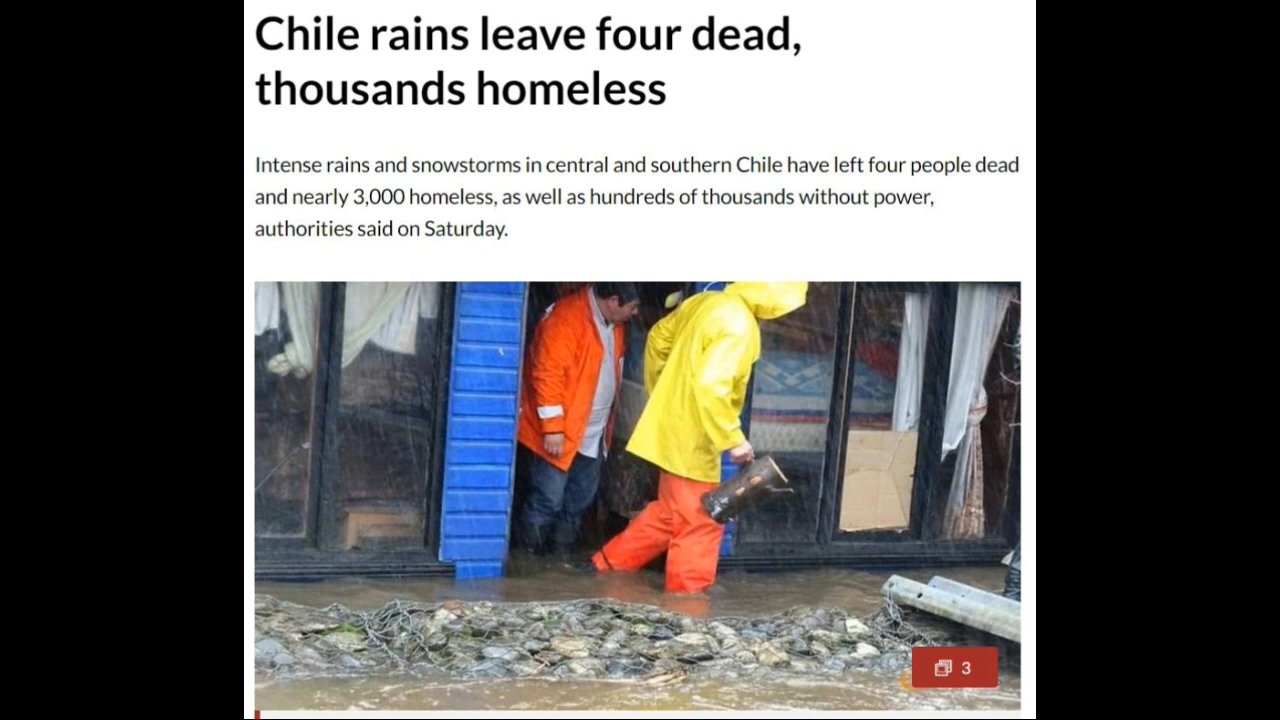 Chile rains leave four dead,
thousands homeless
Intense rains and snowstorms in central and southern Chile have left four people dead
and nearly 3,000 homeless, as well as hundreds of thousands without power,
authorities said on Saturday.
3